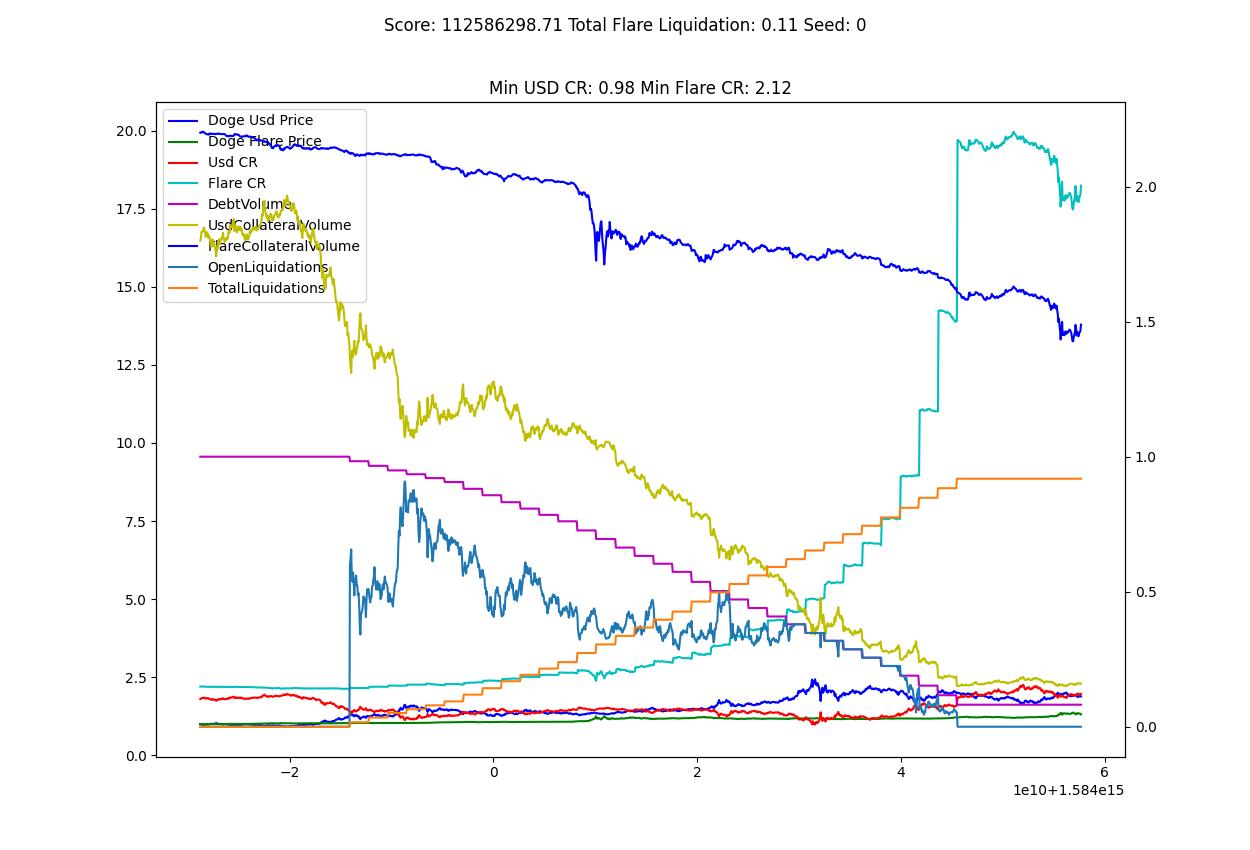 Score: 112586298.71 Total Flare Liquidation: 0.11 Seed: 0
Min USD CR: 0.98 Min Flare CR: 2.12
Doge Usd Price
Doge Flare Price
Usd CR
Flare CR
DebtVolume
UsdCollateralVolume
FlareCollateralVolume
OpenLiquidations
TotalLiquidations
20.0
17.5
15.0
12.5
10.0
7.5
5.0
2.5
0.0
2.0
1.5
1.0
0.5
0.0
−2
0
2
4
6
1e10+1.584e15